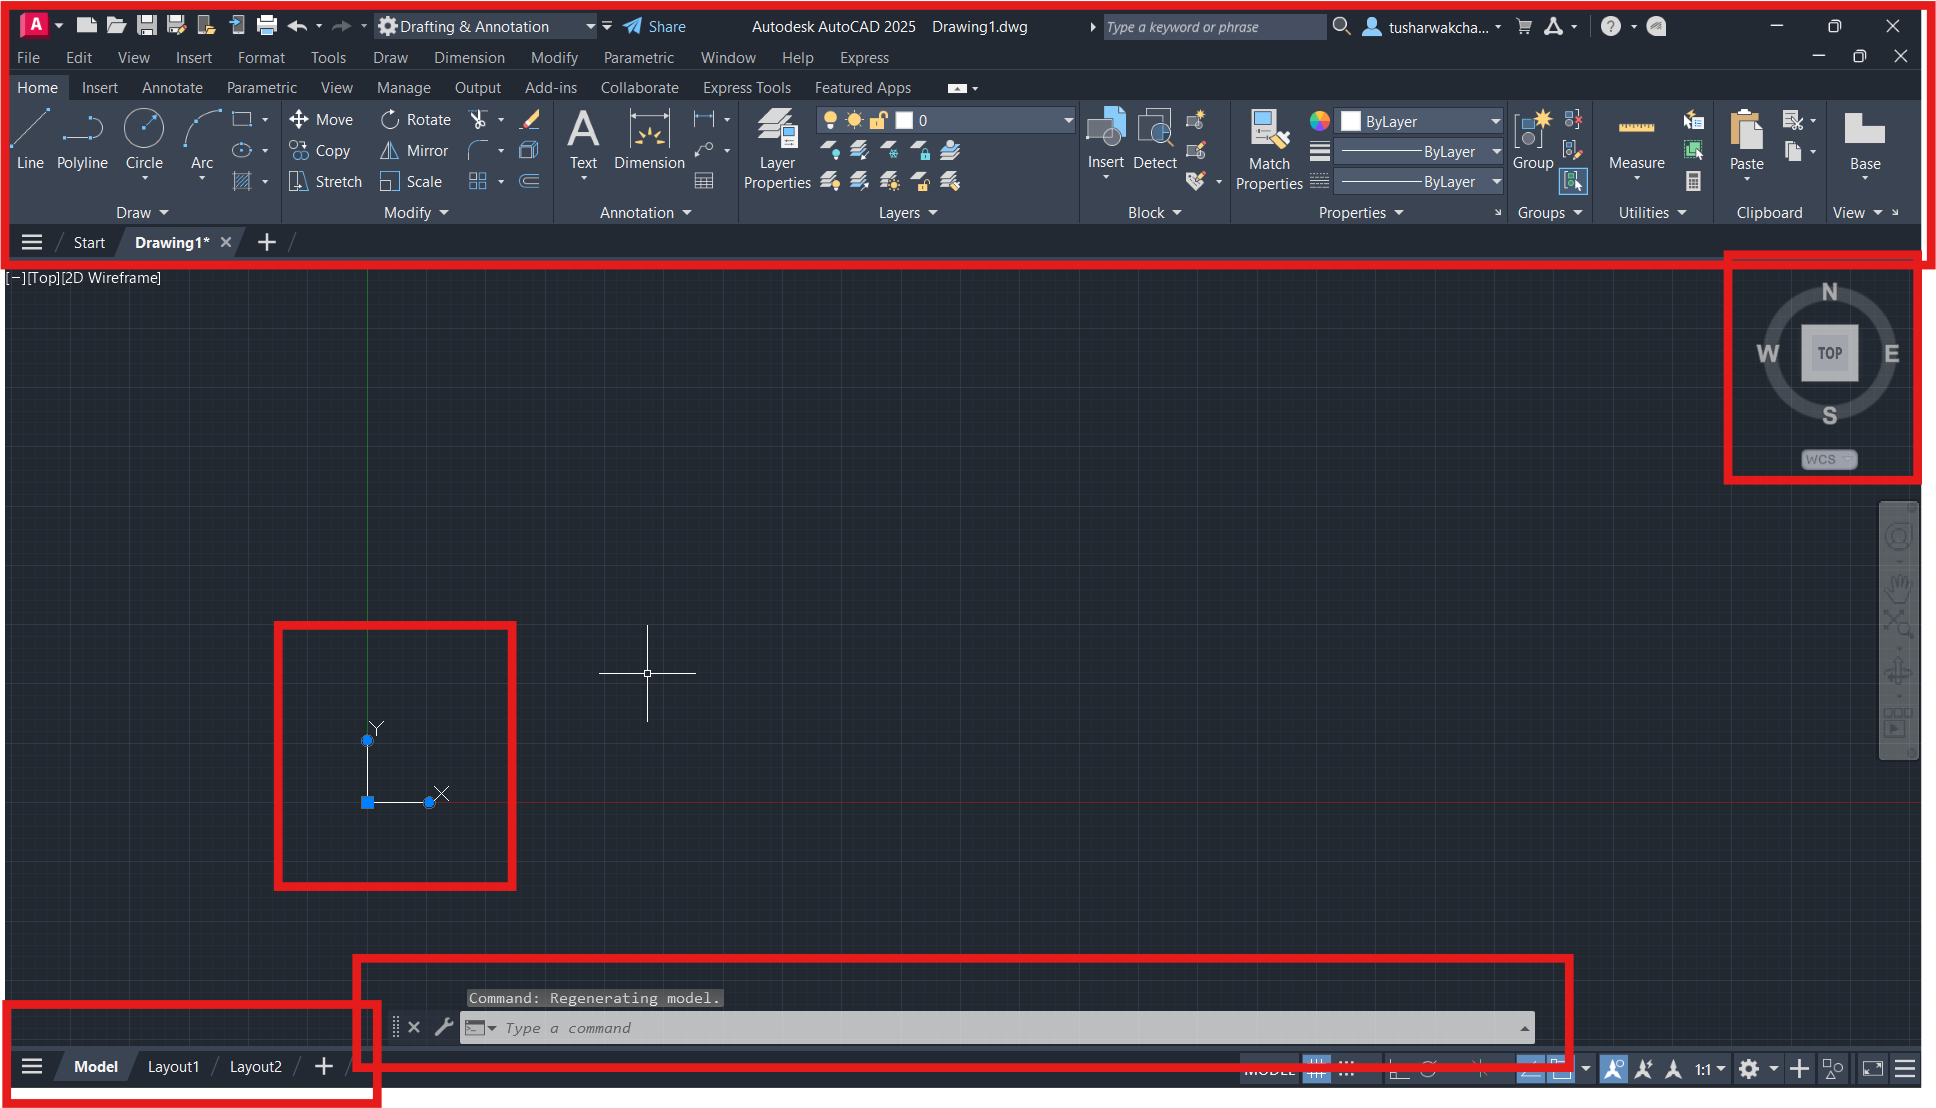 A Drafting & Annotation Share Autodesk AutoCAD 2025 Drawing1.dwg Type a keyword or phrase tusharwakcha... ?
File Edit View Insert Format Tools Draw Dimension Modify Parametric Window Help Express
Home Insert Annotate Parametric View Manage Output Add-ins Collaborate Express Tools Featured Apps
Line Polyline Circle Arc
Move Rotate
Copy Mirror
Stretch Scale
A Text Dimension
Layer Properties
0
Insert Detect
Match Properties
ByLayer
ByLayer
ByLayer
Group
Measure
Paste
Base
Draw Modify Annotation Layers Block Properties Groups Utilities Clipboard View
Start Drawing1* +
[−][Top][2D Wireframe]
N
W TOP E
S
WCS
Y
X
Command: Regenerating model.
Type a command
Model Layout1 Layout2 +
MODEL 1:1